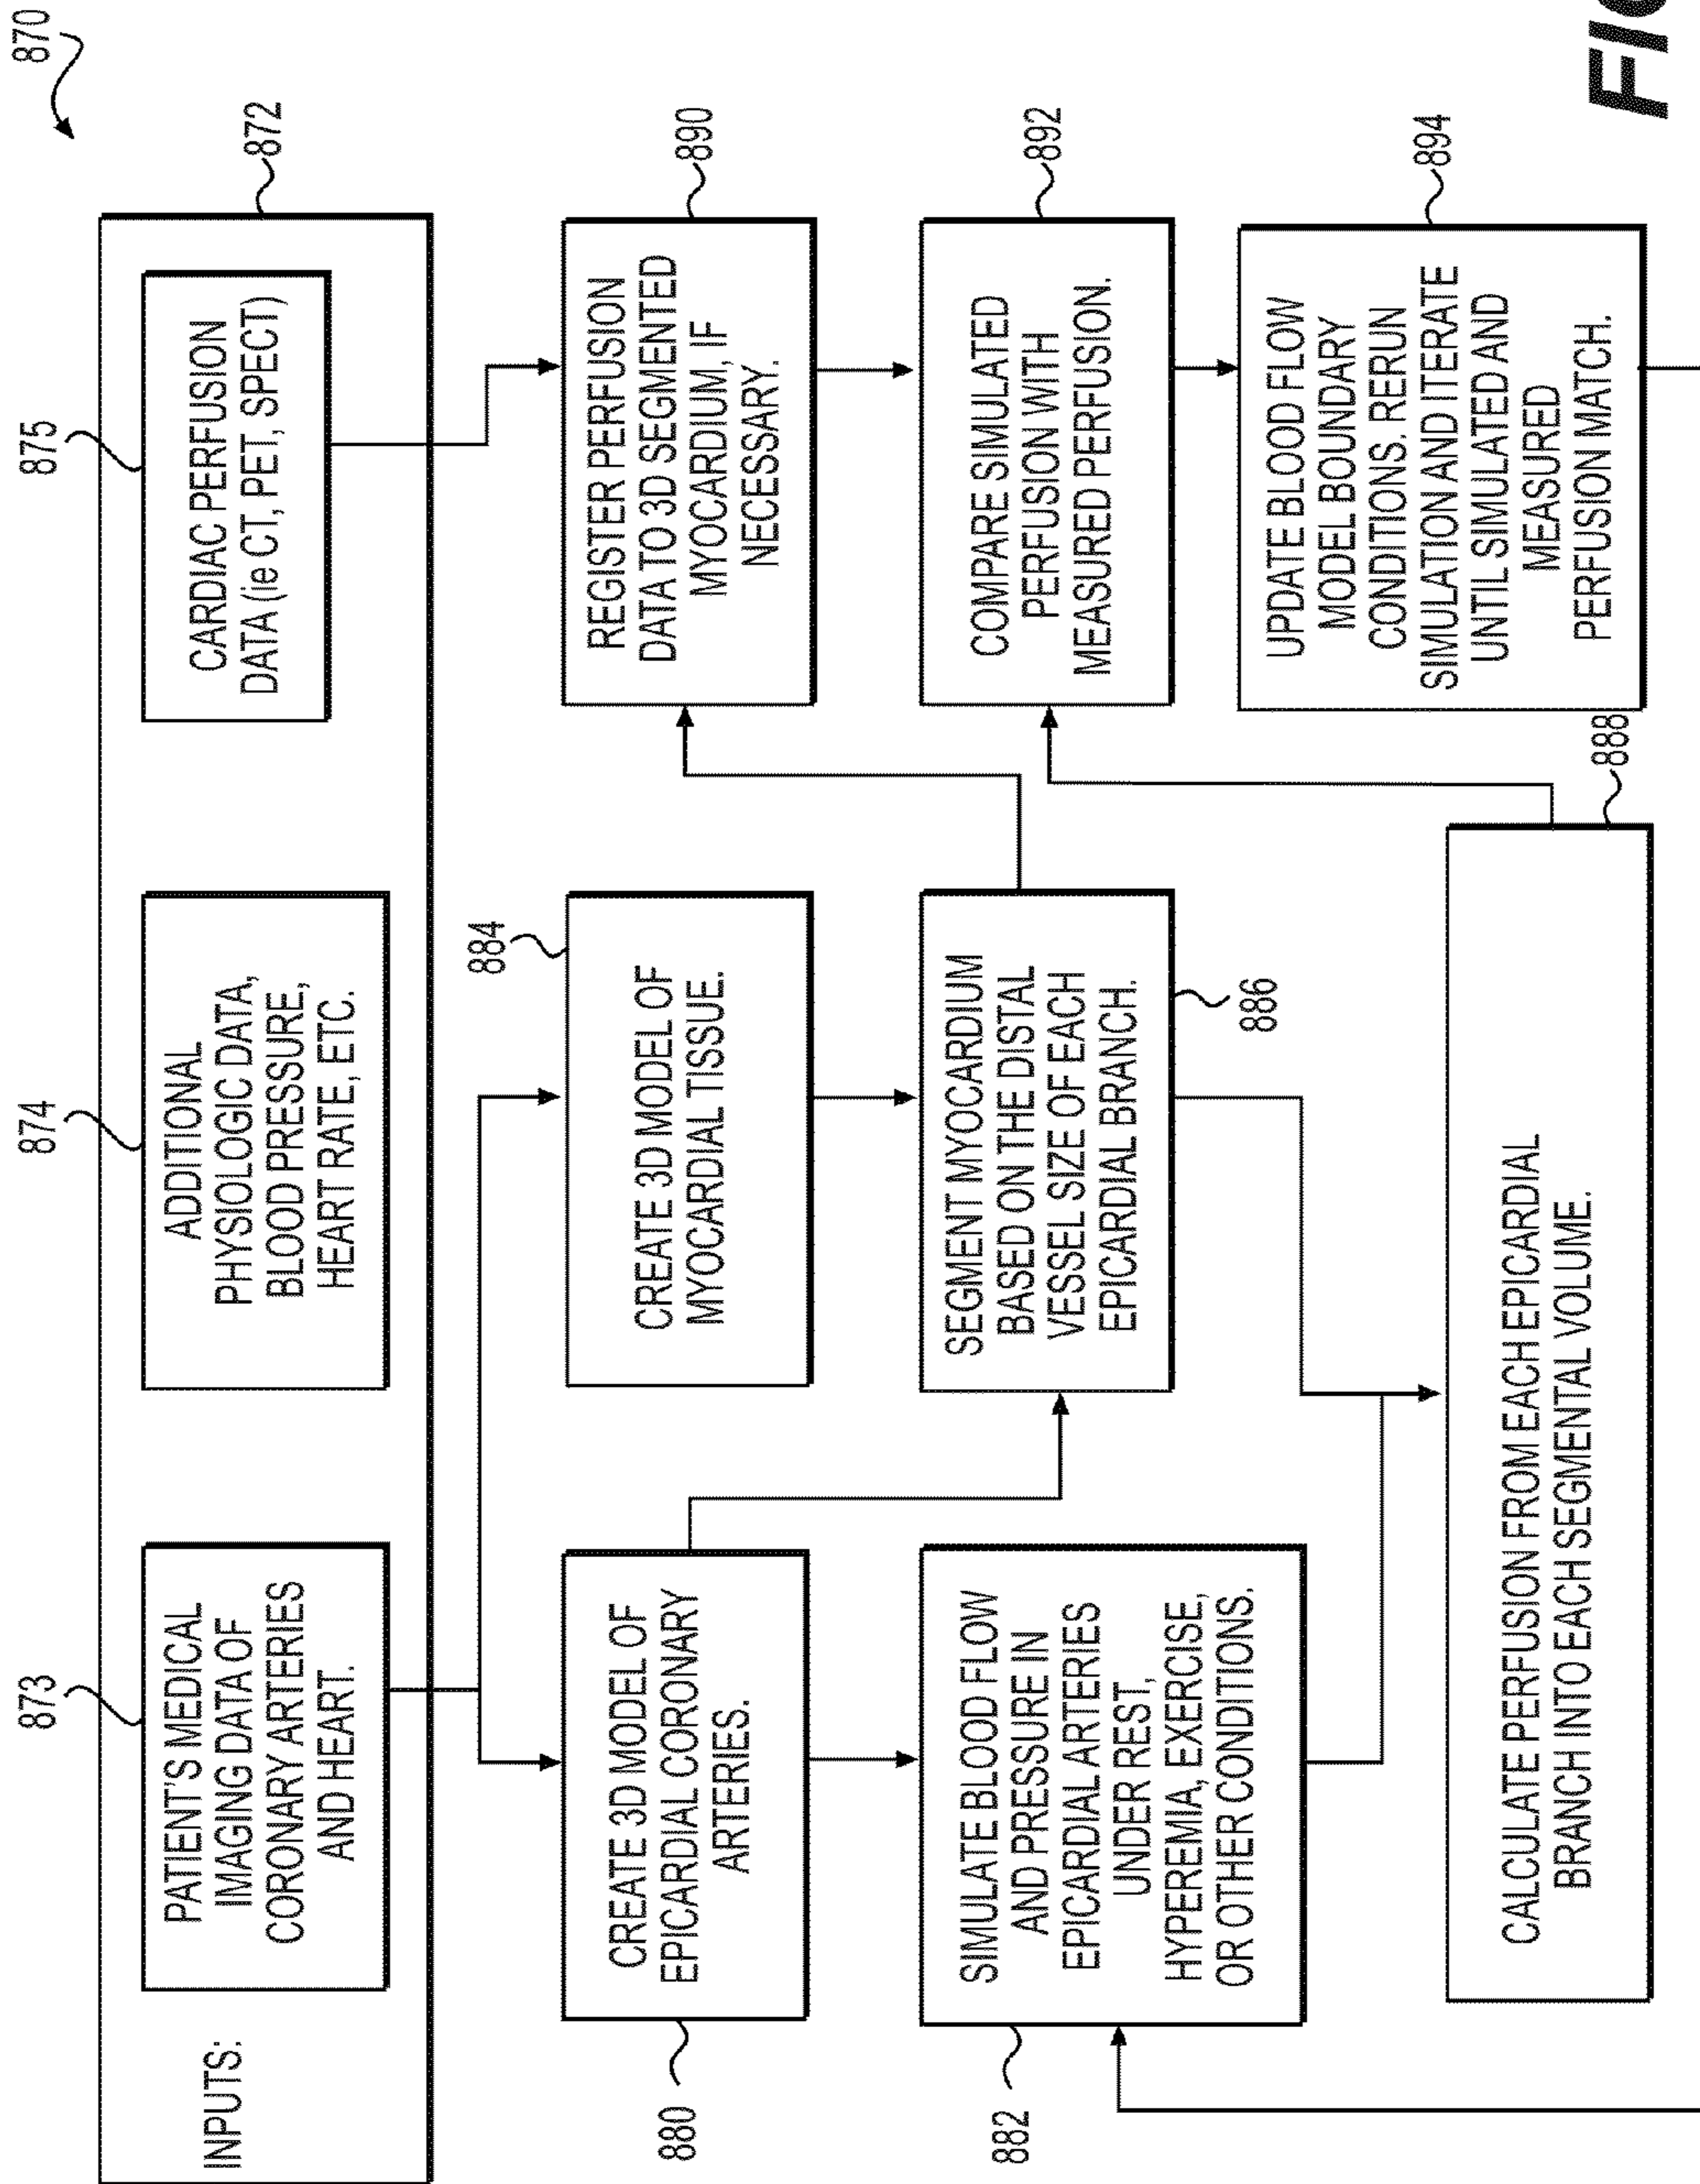 870
872
INPUTS:
873
PATIENT'S MEDICAL
IMAGING DATA OF
CORONARY ARTERIES
AND HEART.
874
ADDITIONAL
PHYSIOLOGIC DATA,
BLOOD PRESSURE,
HEART RATE, ETC.
875
CARDIAC PERFUSION
DATA (ie CT, PET, SPECT)
880
CREATE 3D MODEL OF
EPICARDIAL CORONARY
ARTERIES.
884
CREATE 3D MODEL OF
MYOCARDIAL TISSUE.
890
REGISTER PERFUSION
DATA TO 3D SEGMENTED
MYOCARDIUM, IF
NECESSARY.
882
SIMULATE BLOOD FLOW
AND PRESSURE IN
EPICARDIAL ARTERIES
UNDER REST,
HYPEREMIA, EXERCISE,
OR OTHER CONDITIONS.
886
SEGMENT MYOCARDIUM
BASED ON THE DISTAL
VESSEL SIZE OF EACH
EPICARDIAL BRANCH.
892
COMPARE SIMULATED
PERFUSION WITH
MEASURED PERFUSION.
888
CALCULATE PERFUSION FROM EACH EPICARDIAL
BRANCH INTO EACH SEGMENTAL VOLUME.
894
UPDATE BLOOD FLOW
MODEL BOUNDARY
CONDITIONS. RERUN
SIMULATION AND ITERATE
UNTIL SIMULATED AND
MEASURED
PERFUSION MATCH.